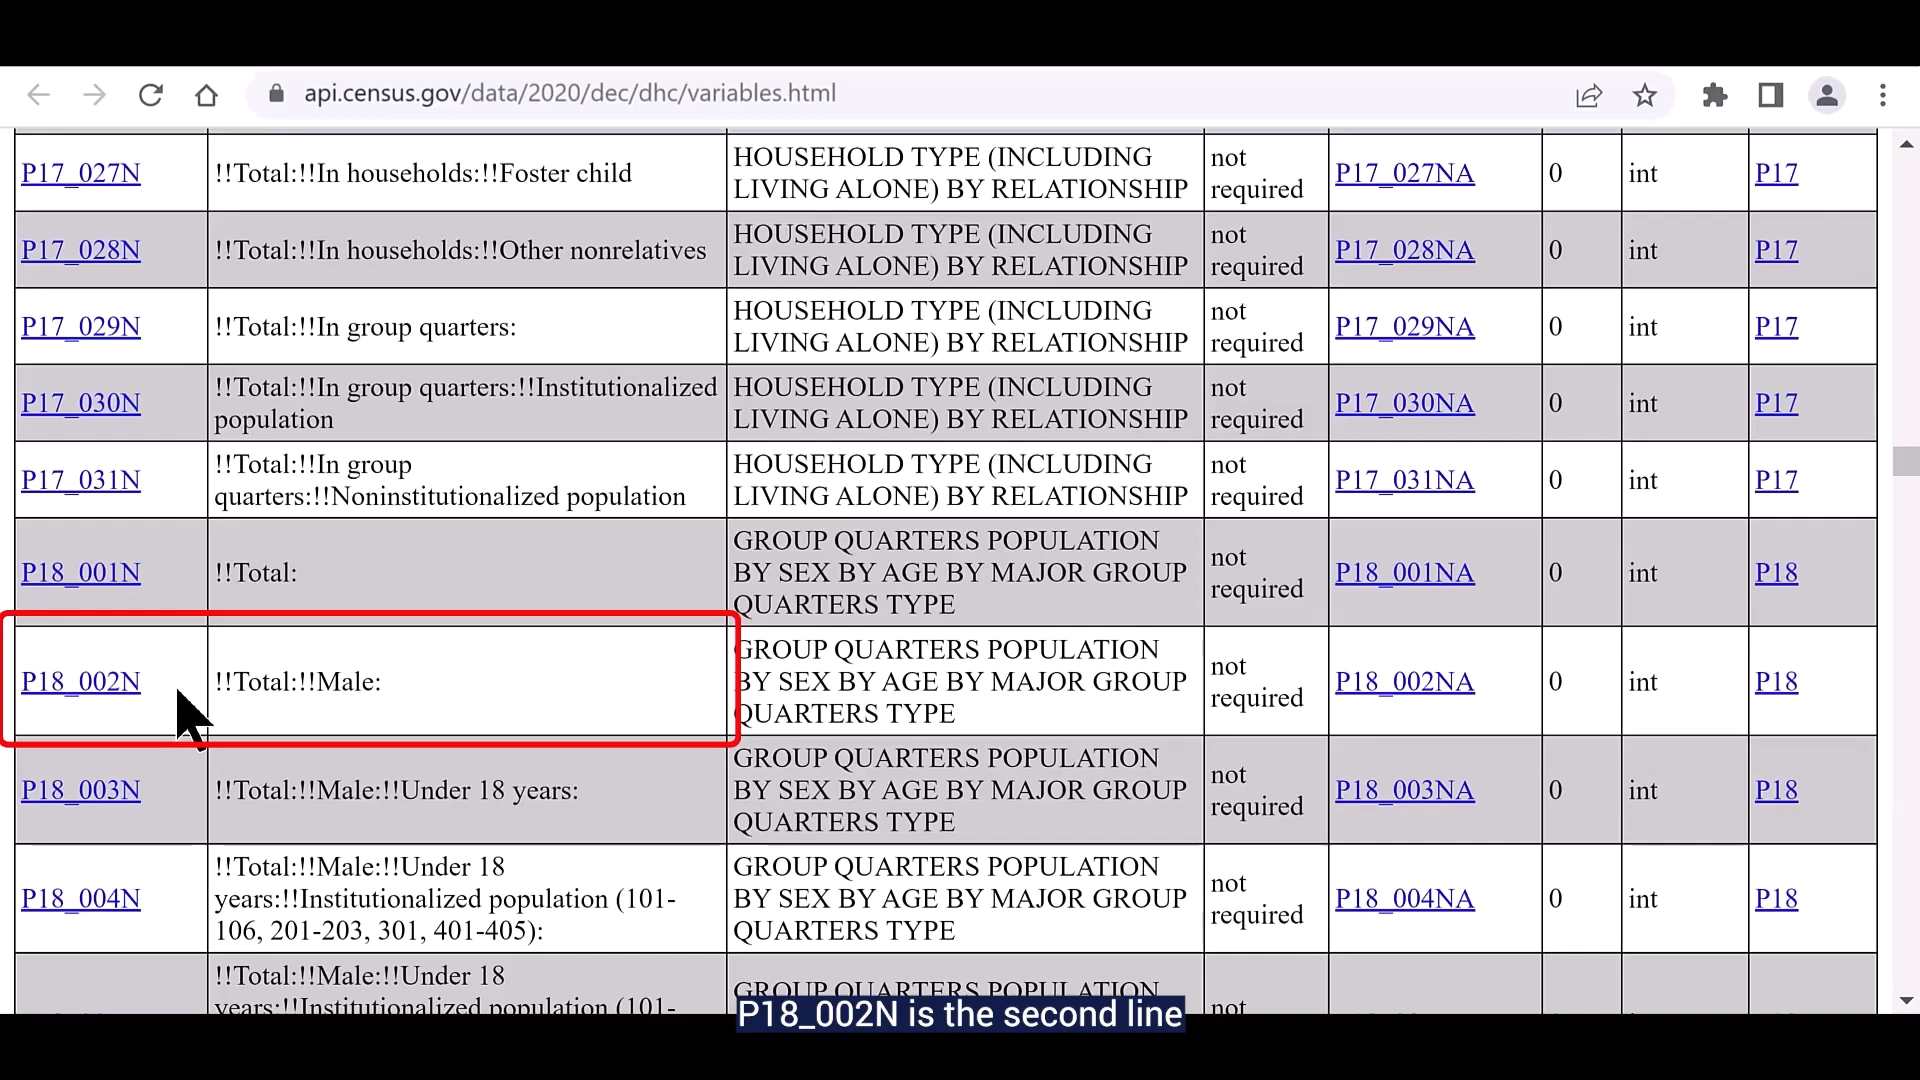 api.census.gov/data/2020/dec/dhc/variables.html
P17_027N !!Total:!!In households:!!Foster child HOUSEHOLD TYPE (INCLUDING LIVING ALONE) BY RELATIONSHIP not required P17_027NA 0 int P17
P17_028N !!Total:!!In households:!!Other nonrelatives HOUSEHOLD TYPE (INCLUDING LIVING ALONE) BY RELATIONSHIP not required P17_028NA 0 int P17
P17_029N !!Total:!!In group quarters: HOUSEHOLD TYPE (INCLUDING LIVING ALONE) BY RELATIONSHIP not required P17_029NA 0 int P17
P17_030N !!Total:!!In group quarters:!!Institutionalized population HOUSEHOLD TYPE (INCLUDING LIVING ALONE) BY RELATIONSHIP not required P17_030NA 0 int P17
P17_031N !!Total:!!In group quarters:!!Noninstitutionalized population HOUSEHOLD TYPE (INCLUDING LIVING ALONE) BY RELATIONSHIP not required P17_031NA 0 int P17
P18_001N !!Total: GROUP QUARTERS POPULATION BY SEX BY AGE BY MAJOR GROUP QUARTERS TYPE not required P18_001NA 0 int P18
P18_002N !!Total:!!Male: GROUP QUARTERS POPULATION BY SEX BY AGE BY MAJOR GROUP QUARTERS TYPE not required P18_002NA 0 int P18
P18_003N !!Total:!!Male:!!Under 18 years: GROUP QUARTERS POPULATION BY SEX BY AGE BY MAJOR GROUP QUARTERS TYPE not required P18_003NA 0 int P18
P18_004N !!Total:!!Male:!!Under 18 years:!!Institutionalized population (101-106, 201-203, 301, 401-405): GROUP QUARTERS POPULATION BY SEX BY AGE BY MAJOR GROUP QUARTERS TYPE not required P18_004NA 0 int P18
!!Total:!!Male:!!Under 18 years:!!Institutionalized population (101- GROUP QUARTERS POPULATION not
P18_002N is the second line